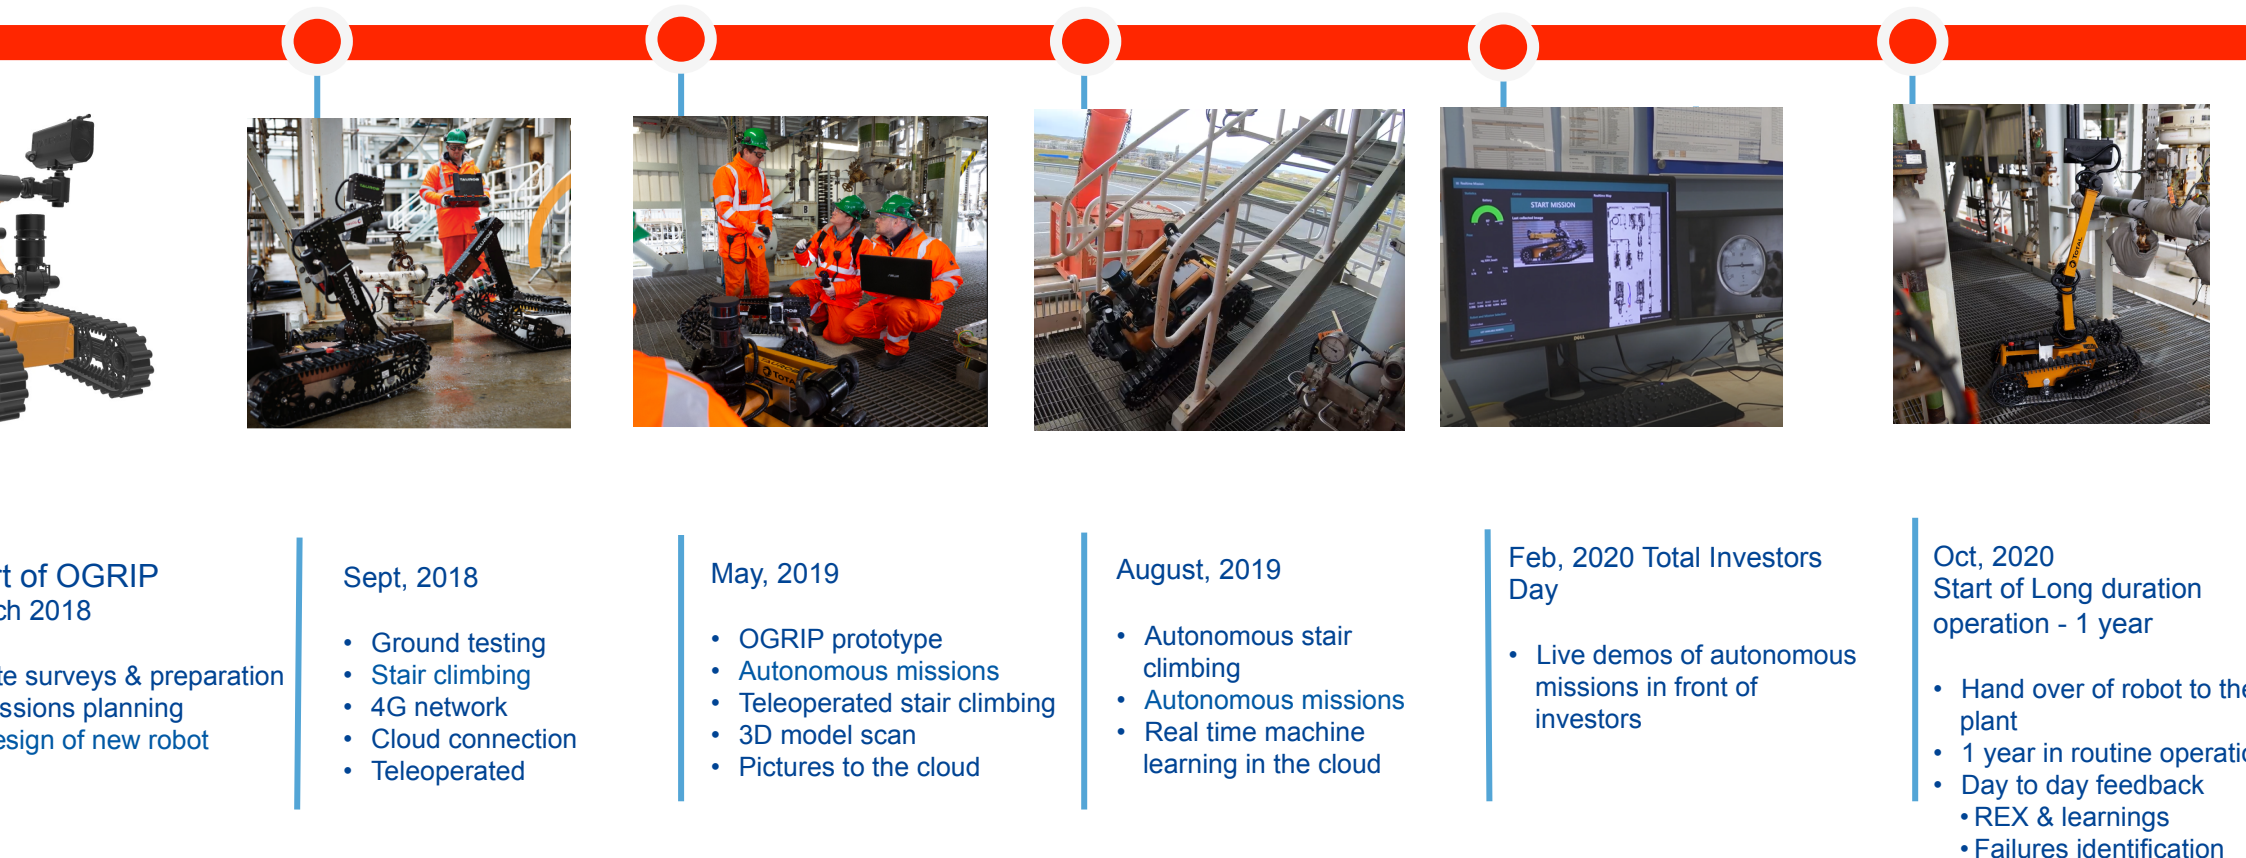 rt of OGRIP
ch 2018
te surveys & preparation
ssions planning
esign of new robot
Sept, 2018
• Ground testing
• Stair climbing
• 4G network
• Cloud connection
• Teleoperated
May, 2019
• OGRIP prototype
• Autonomous missions
• Teleoperated stair climbing
• 3D model scan
• Pictures to the cloud
August, 2019
• Autonomous stair
climbing
• Autonomous missions
• Real time machine
learning in the cloud
START MISSION
DELL
Feb, 2020 Total Investors
Day
• Live demos of autonomous
missions in front of
investors
TOTAL
Oct, 2020
Start of Long duration
operation - 1 year
• Hand over of robot to the
plant
• 1 year in routine operatio
• Day to day feedback
• REX & learnings
• Failures identification